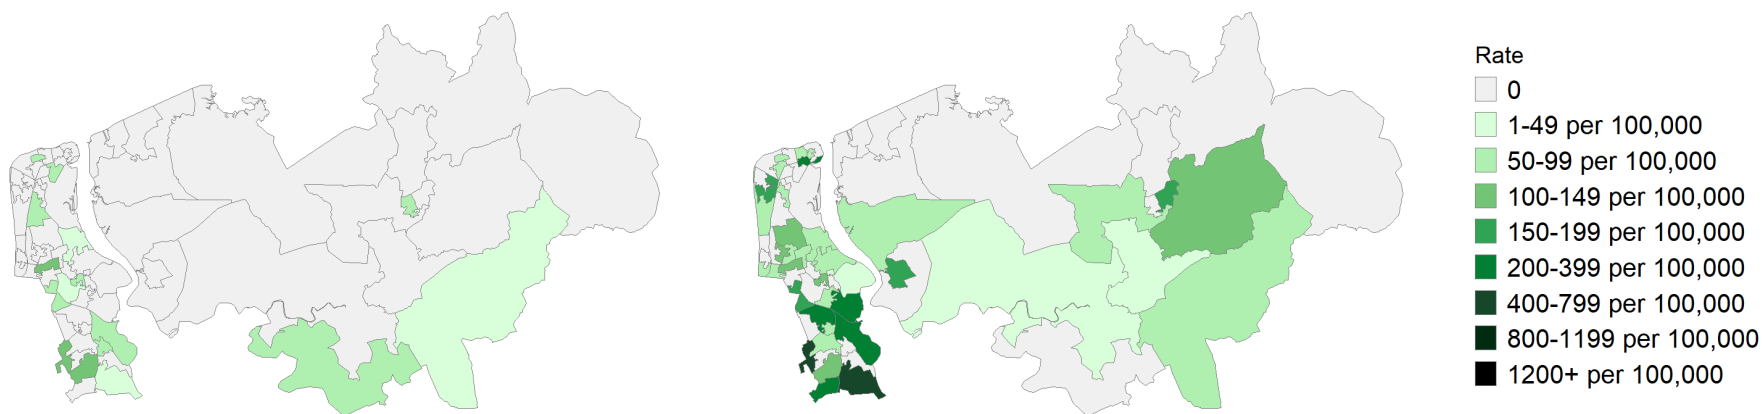 Rate
0
1-49 per 100,000
50-99 per 100,000
100-149 per 100,000
150-199 per 100,000
200-399 per 100,000
400-799 per 100,000
800-1199 per 100,000
1200+ per 100,000